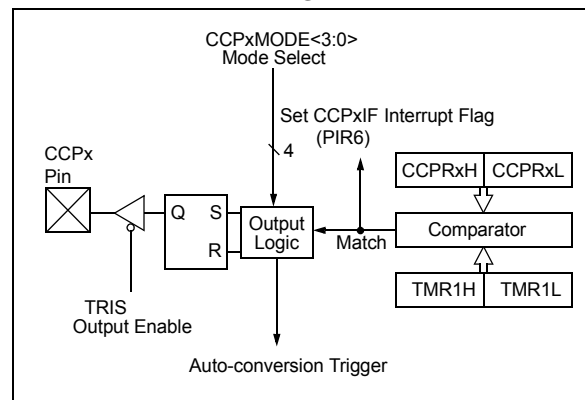 CCPxMODE<3:0>
Mode Select
Set CCPxIF Interrupt Flag
(PIR6)
4
CCPx
Pin
CCPRxH CCPRxL
Q S
R
Output
Logic
Match
Comparator
TMR1H TMR1L
TRIS
Output Enable
Auto-conversion Trigger